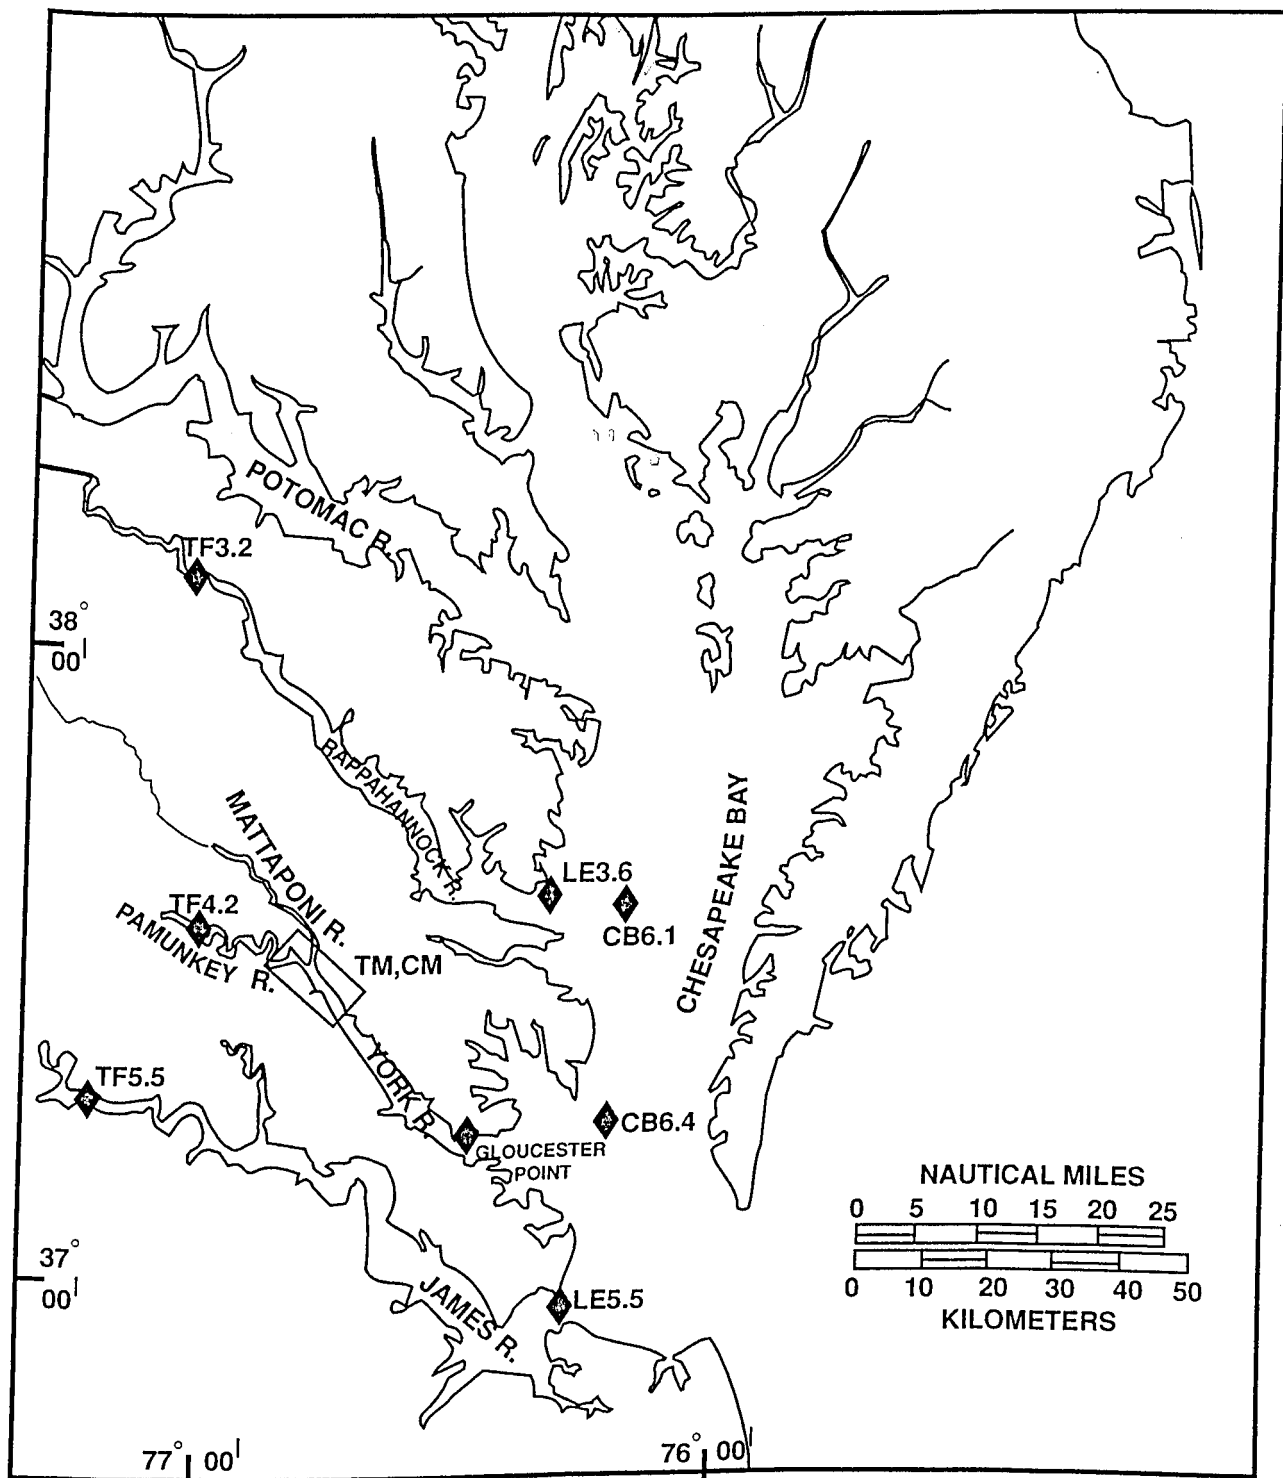 POTOMAC R.
TF3.2
38°
00'
RAPPAHANNOCK R.
MATTAPONI R.
CHESAPEAKE BAY
LE3.6
TF4.2
CB6.1
PAMUNKEY R.
TM,CM
YORK R.
TF5.5
CB6.4
GLOUCESTER
POINT
NAUTICAL MILES
0 5 10 15 20 25
0 10 20 30 40 50
KILOMETERS
37°
00'
JAMES R.
LE5.5
77° 00'
76° 00'